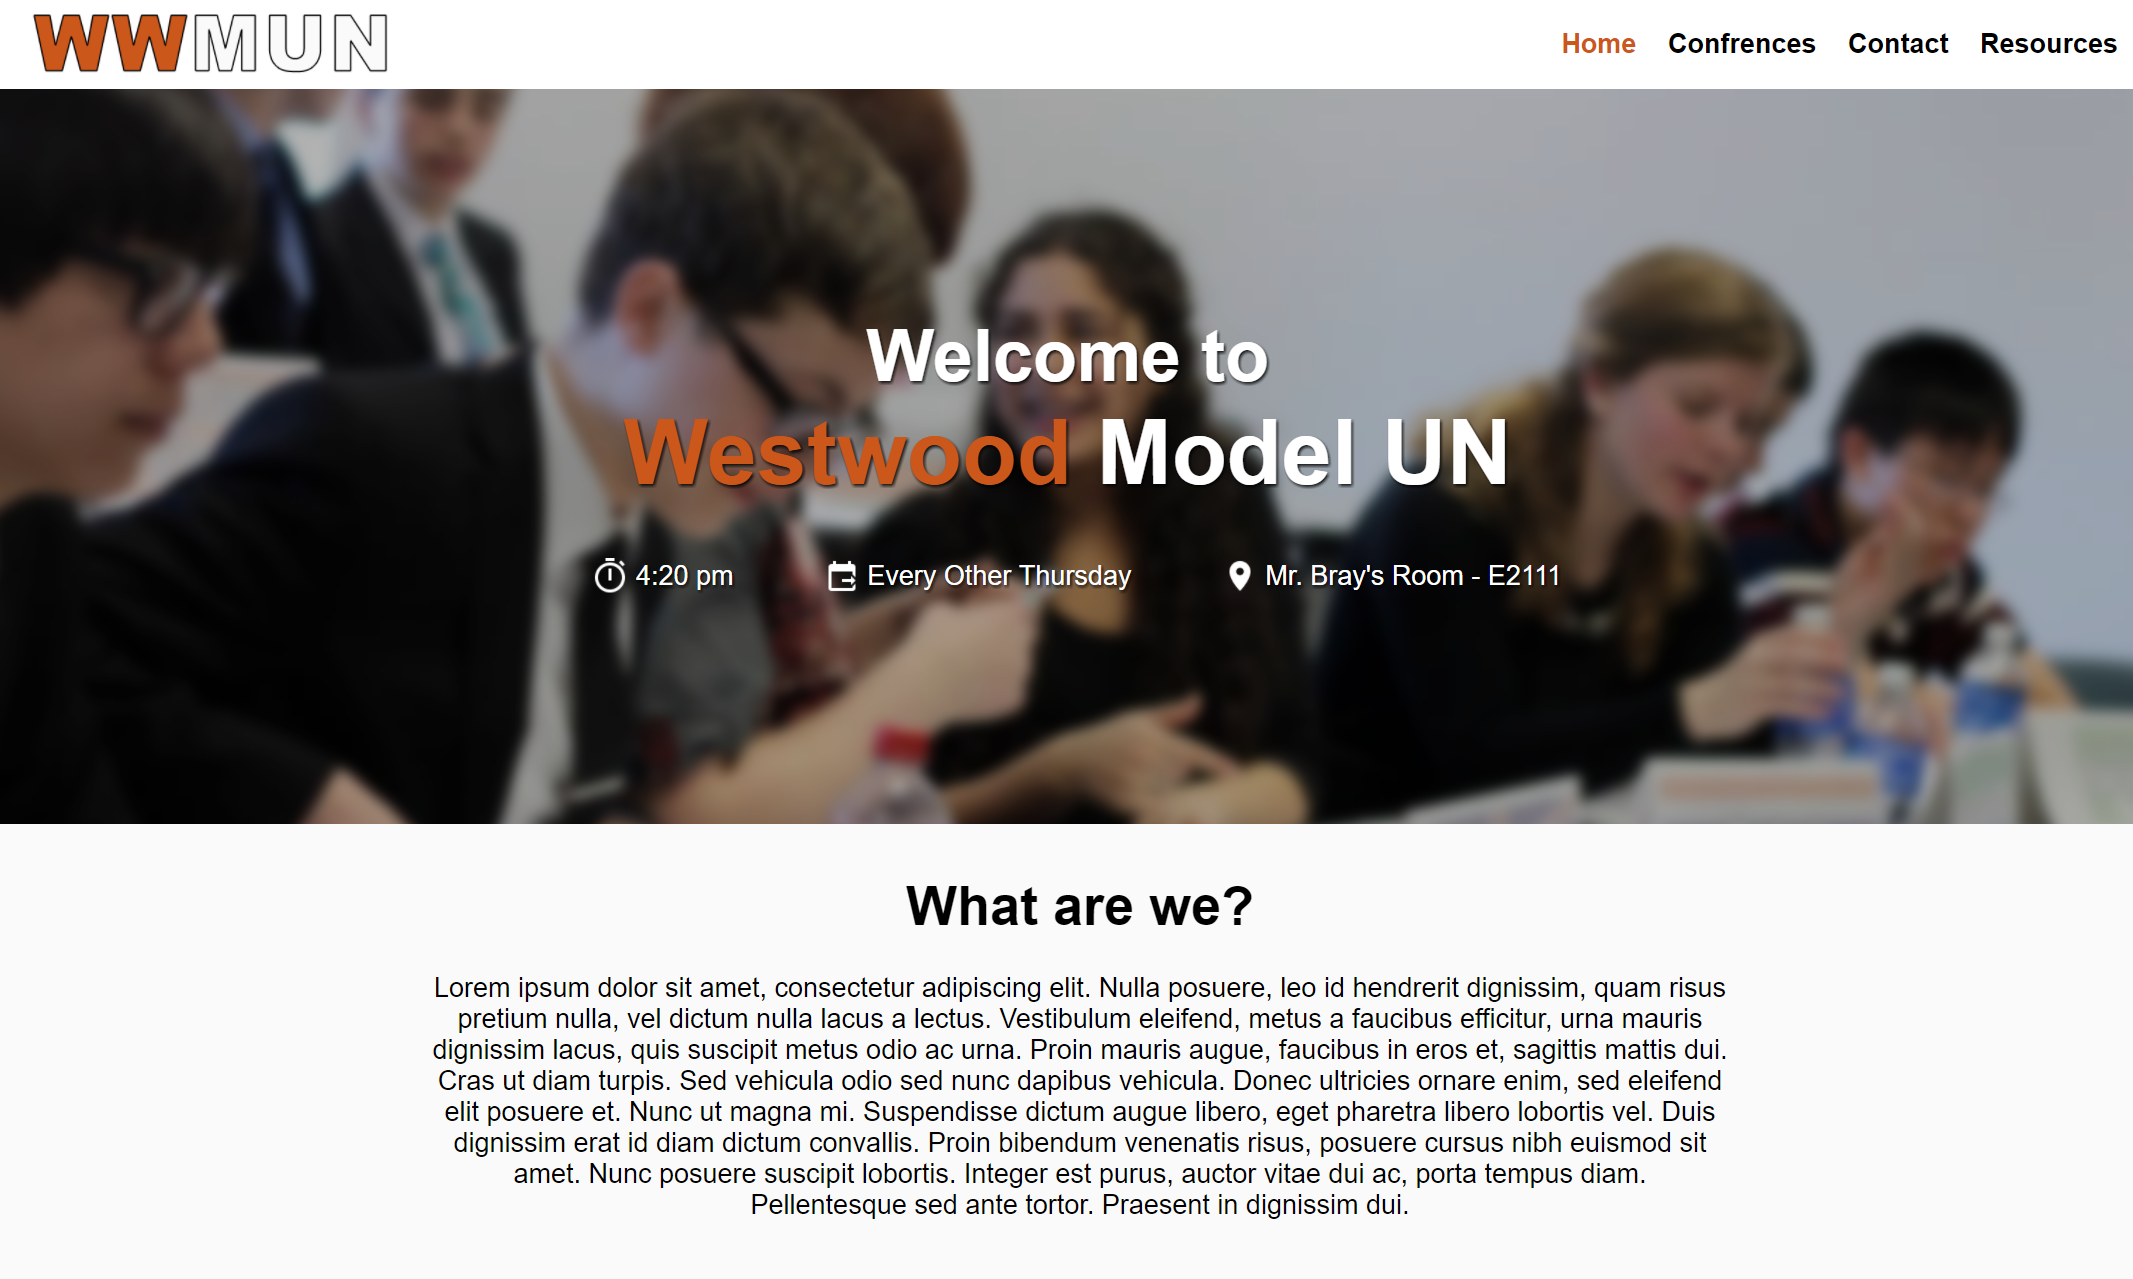 WWMUN
Home Confrences Contact Resources
Welcome to
Westwood Model UN
4:20 pm Every Other Thursday Mr. Bray's Room - E2111
What are we?
Lorem ipsum dolor sit amet, consectetur adipiscing elit. Nulla posuere, leo id hendrerit dignissim, quam risus
pretium nulla, vel dictum nulla lacus a lectus. Vestibulum eleifend, metus a faucibus efficitur, urna mauris
dignissim lacus, quis suscipit metus odio ac urna. Proin mauris augue, faucibus in eros et, sagittis mattis dui.
Cras ut diam turpis. Sed vehicula odio sed nunc dapibus vehicula. Donec ultricies ornare enim, sed eleifend
elit posuere et. Nunc ut magna mi. Suspendisse dictum augue libero, eget pharetra libero lobortis vel. Duis
dignissim erat id diam dictum convallis. Proin bibendum venenatis risus, posuere cursus nibh euismod sit
amet. Nunc posuere suscipit lobortis. Integer est purus, auctor vitae dui ac, porta tempus diam.
Pellentesque sed ante tortor. Praesent in dignissim dui.